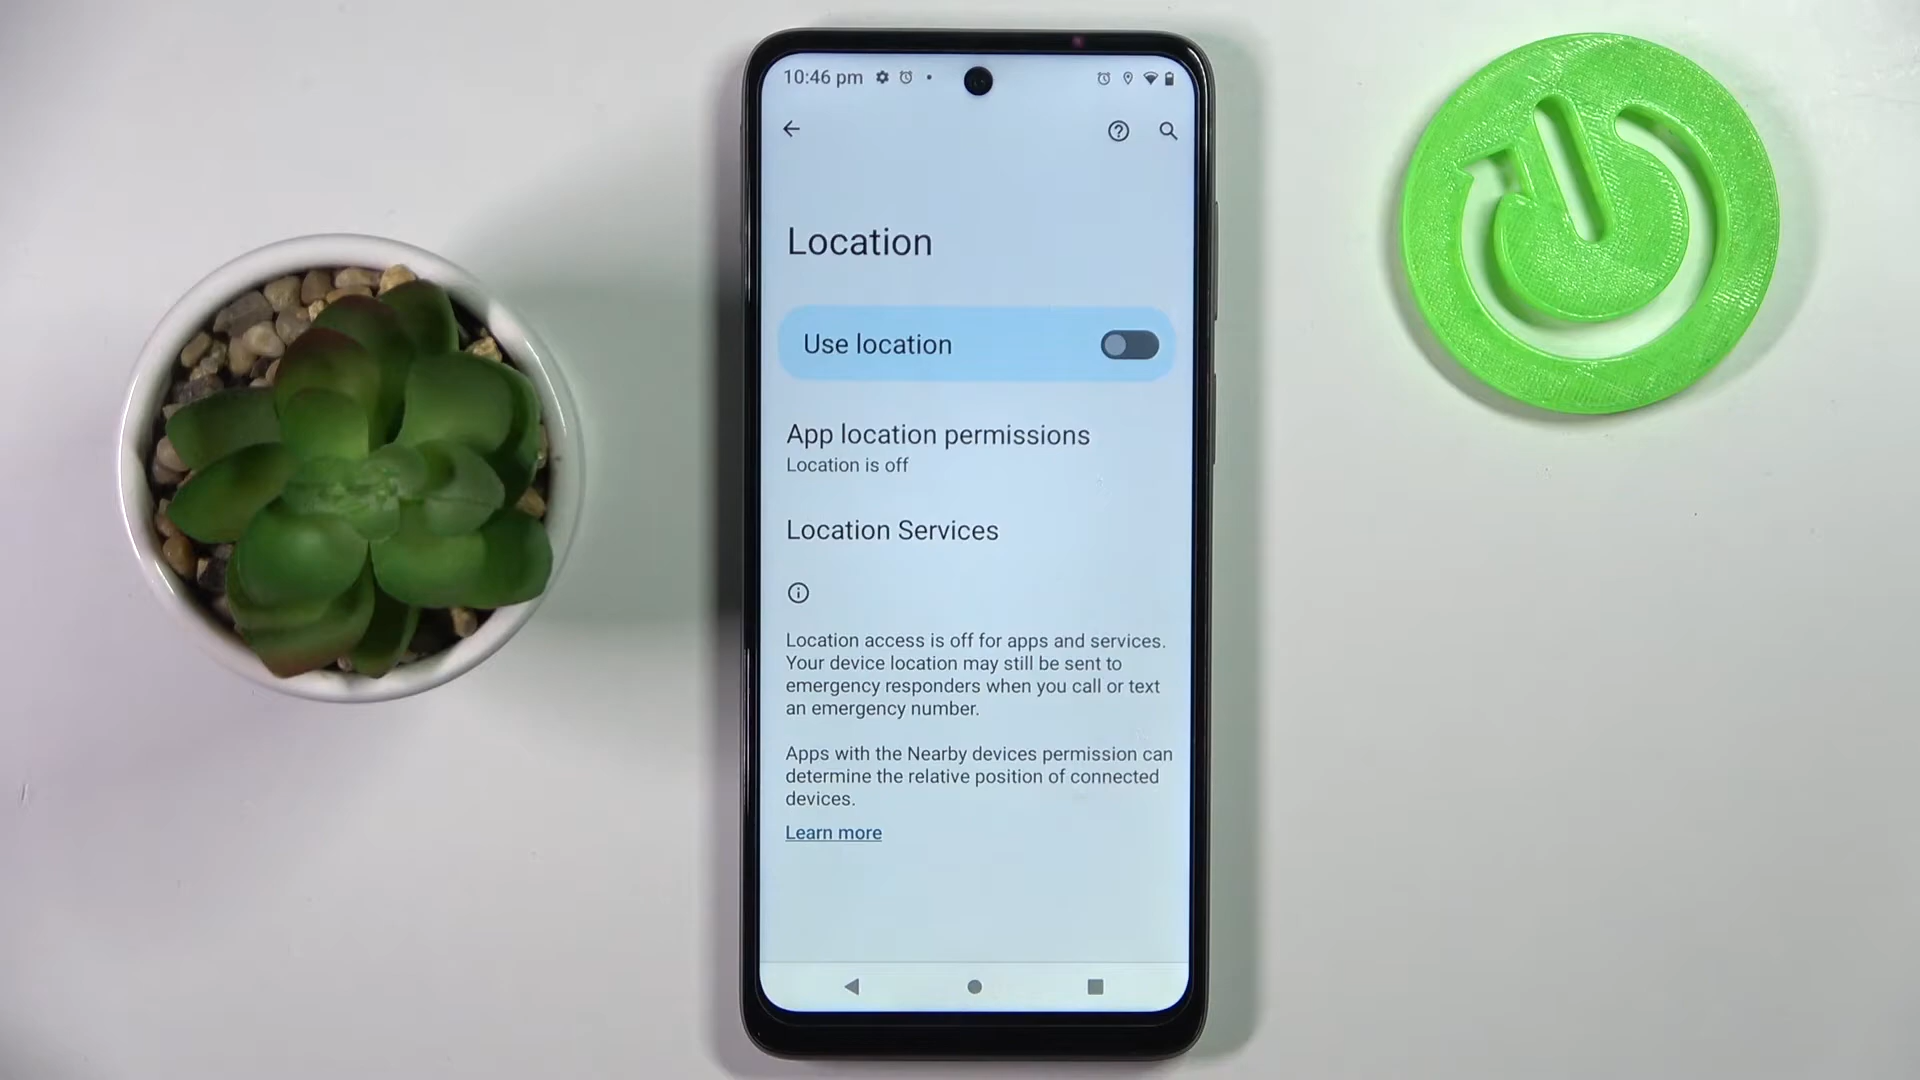 10:46 pm
Location
Use location
App location permissions
Location is off
Location Services
Location access is off for apps and services.
Your device location may still be sent to
emergency responders when you call or text
an emergency number.
Apps with the Nearby devices permission can
determine the relative position of connected
devices.
Learn more